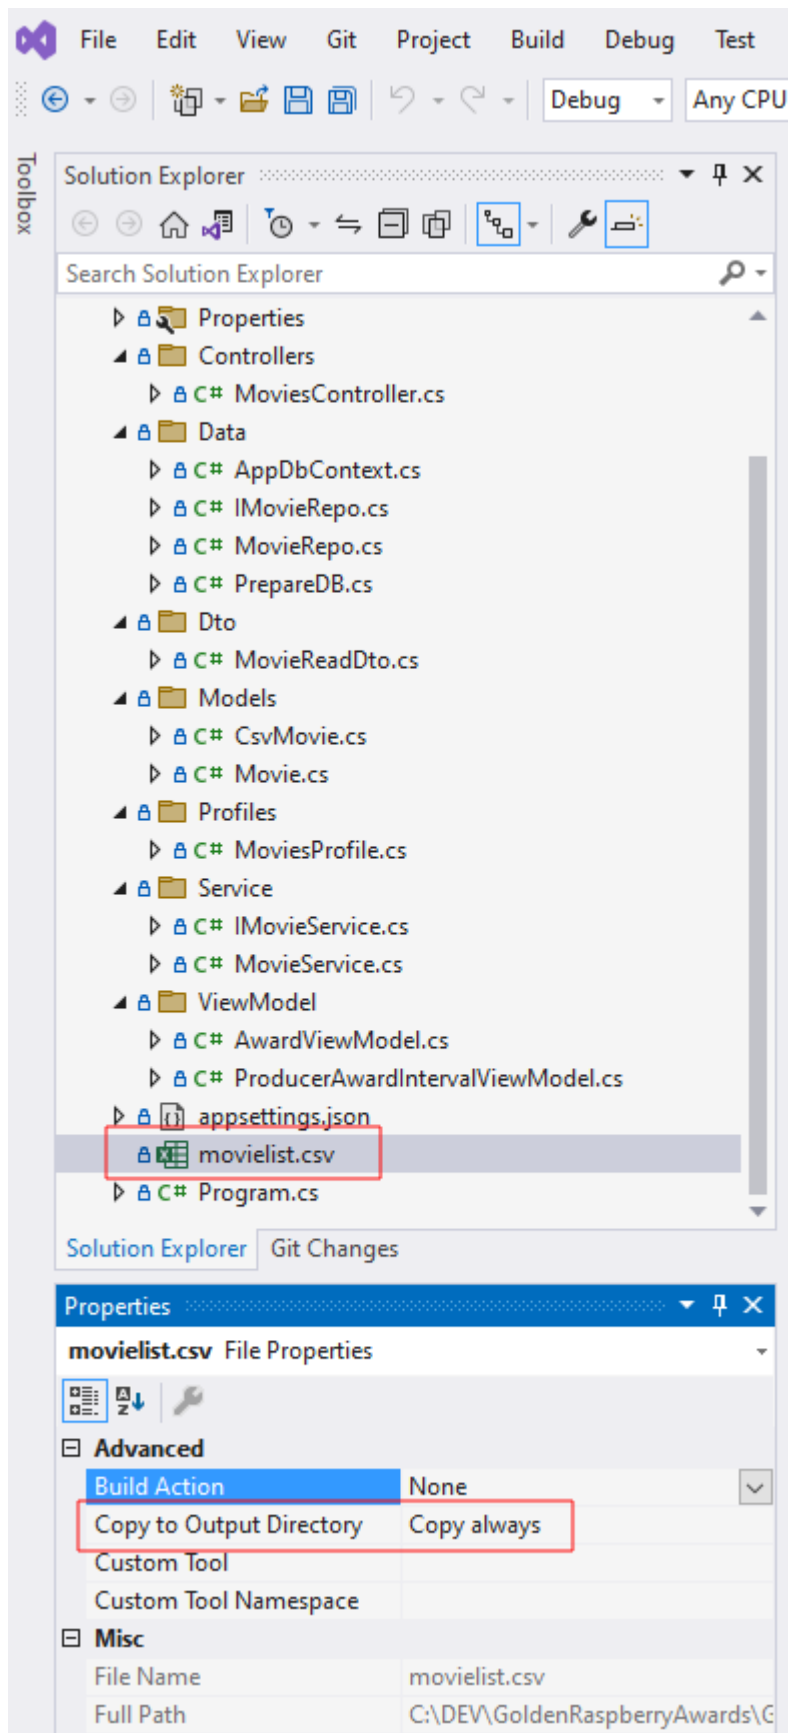 File Edit View Git Project Build Debug Test
Debug Any CPU
Toolbox
Solution Explorer
Search Solution Explorer
Properties
Controllers
C# MoviesController.cs
Data
C# AppDbContext.cs
C# IMovieRepo.cs
C# MovieRepo.cs
C# PrepareDB.cs
Dto
C# MovieReadDto.cs
Models
C# CsvMovie.cs
C# Movie.cs
Profiles
C# MoviesProfile.cs
Service
C# IMovieService.cs
C# MovieService.cs
ViewModel
C# AwardViewModel.cs
C# ProducerAwardIntervalViewModel.cs
appsettings.json
movielist.csv
C# Program.cs
Solution Explorer Git Changes
Properties
movielist.csv File Properties
Advanced
Build Action None
Copy to Output Directory Copy always
Custom Tool
Custom Tool Namespace
Misc
File Name movielist.csv
Full Path C:\DEV\GoldenRaspberryAwards\G